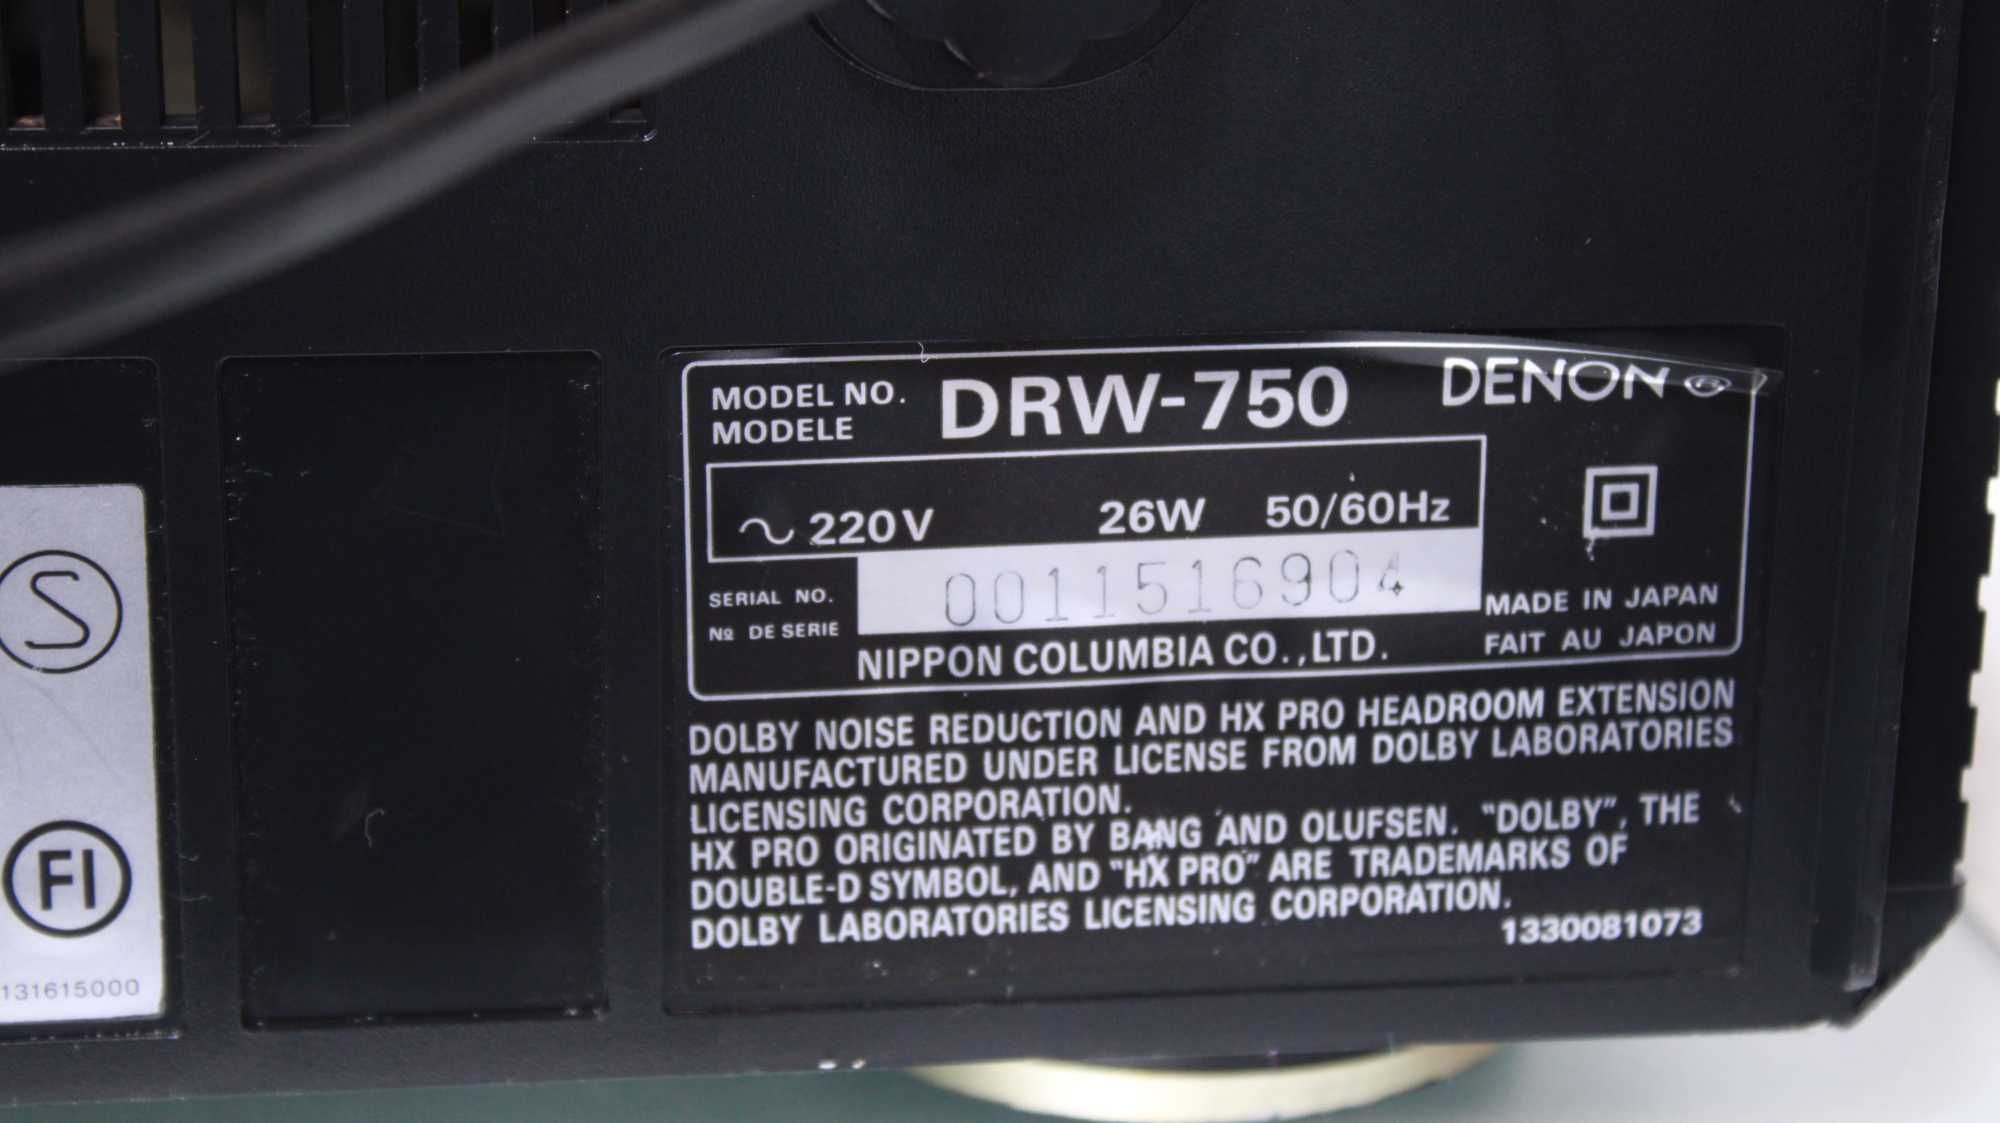 MODEL NO. DRW-750 DENON ®
MODELE
220V 26W 50/60Hz
SERIAL NO. 0011516904
No DE SERIE
MADE IN JAPAN
FAIT AU JAPON
NIPPON COLUMBIA CO.,LTD.
DOLBY NOISE REDUCTION AND HX PRO HEADROOM EXTENSION
MANUFACTURED UNDER LICENSE FROM DOLBY LABORATORIES
LICENSING CORPORATION.
HX PRO ORIGINATED BY BANG AND OLUFSEN. "DOLBY", THE
DOUBLE-D SYMBOL, AND "HX PRO" ARE TRADEMARKS OF
DOLBY LABORATORIES LICENSING CORPORATION.
1330081073
S
FI
131615000